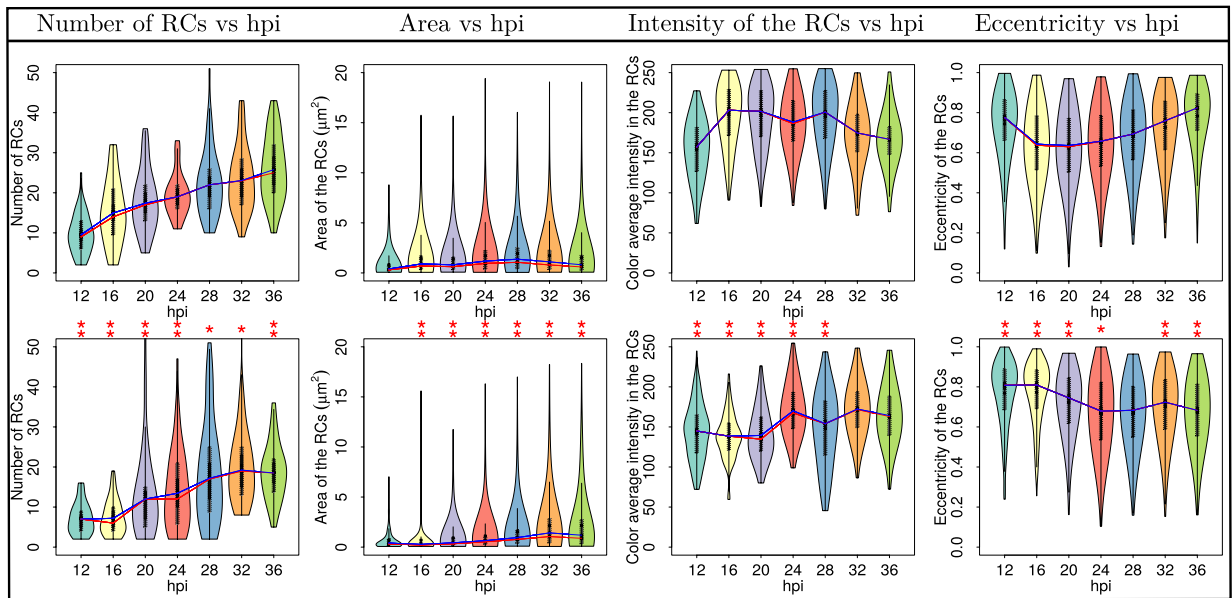 Number of RCs vs hpi Area vs hpi Intensity of the RCs vs hpi Eccentricity vs hpi
Number of RCs
0 10 20 30 40 50
12 16 20 24 28 32 36
hpi
Area of the RCs (µm²)
0 5 10 15 20
12 16 20 24 28 32 36
hpi
Color average intensity in the RCs
0 50 100 150 200 250
12 16 20 24 28 32 36
hpi
Eccentricity of the RCs
0.0 0.2 0.4 0.6 0.8 1.0
12 16 20 24 28 32 36
hpi
** ** ** ** * * **
** ** ** ** ** **
** ** ** ** **
** ** ** * ** **
Number of RCs
0 10 20 30 40 50
12 16 20 24 28 32 36
hpi
Area of the RCs (µm²)
0 5 10 15 20
12 16 20 24 28 32 36
hpi
Color average intensity in the RCs
0 50 100 150 200 250
12 16 20 24 28 32 36
hpi
Eccentricity of the RCs
0.0 0.2 0.4 0.6 0.8 1.0
12 16 20 24 28 32 36
hpi